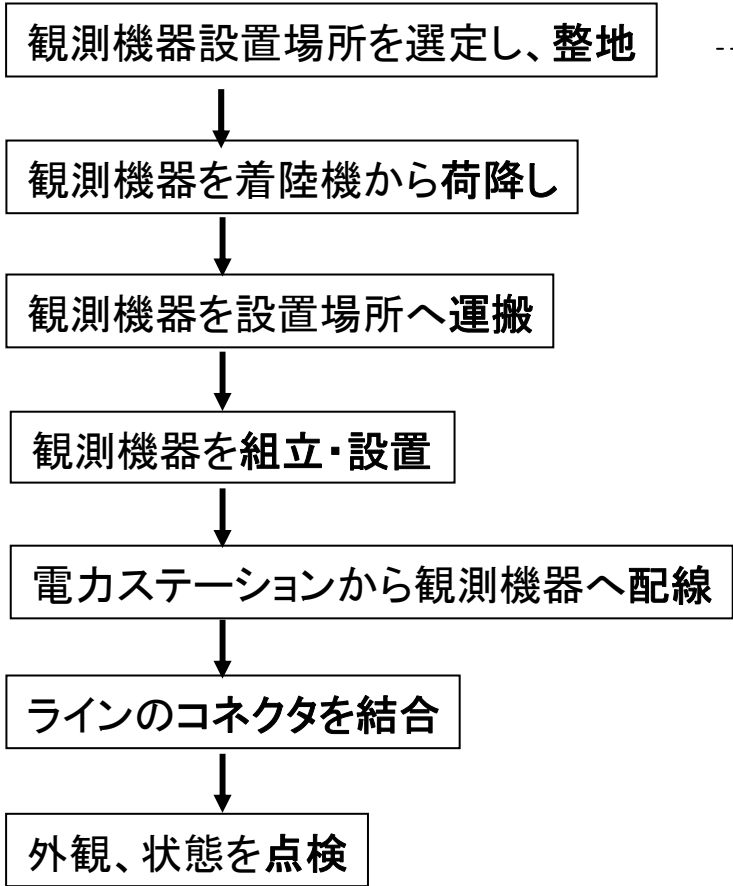 観測機器設置場所を選定し、整地
観測機器を着陸機から荷降し
観測機器を設置場所へ運搬
観測機器を組立・設置
電力ステーションから観測機器へ配線
ラインのコネクタを結合
外観、状態を点検